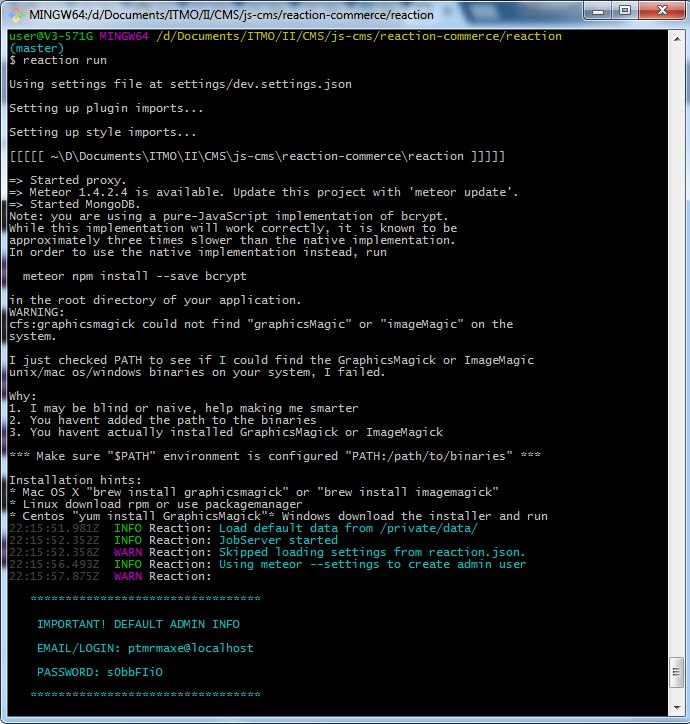 MINGW64:/d/Documents/ITMO/II/CMS/js-cms/reaction-commerce/reaction
user@V3-571G MINGW64 /d/Documents/ITMO/II/CMS/js-cms/reaction-commerce/reaction
(master)
$ reaction run
Using settings file at settings/dev.settings.json
Setting up plugin imports...
Setting up style imports...
[[[[[ ~\D\Documents\ITMO\II\CMS\js-cms\reaction-commerce\reaction ]]]]]
=> Started proxy.
=> Meteor 1.4.2.4 is available. Update this project with 'meteor update'.
=> Started MongoDB.
Note: you are using a pure-JavaScript implementation of bcrypt.
While this implementation will work correctly, it is known to be
approximately three times slower than the native implementation.
In order to use the native implementation instead, run
meteor npm install --save bcrypt
in the root directory of your application.
WARNING:
cfs:graphicsmagick could not find "graphicsMagic" or "imageMagic" on the
system.
I just checked PATH to see if I could find the GraphicsMagick or ImageMagic
unix/mac os/windows binaries on your system, I failed.
Why:
1. I may be blind or naive, help making me smarter
2. You havent added the path to the binaries
3. You havent actually installed GraphicsMagick or ImageMagick
*** Make sure "$PATH" environment is configured "PATH:/path/to/binaries" ***
Installation hints:
* Mac OS X "brew install graphicsmagick" or "brew install imagemagick"
* Linux download rpm or use packagemanager
* Centos "yum install GraphicsMagick"* Windows download the installer and run
22:15:51.981Z  INFO Reaction: Load default data from /private/data/
22:15:52.352Z  INFO Reaction: JobServer started
22:15:52.358Z  WARN Reaction: Skipped loading settings from reaction.json.
22:15:56.493Z  INFO Reaction: Using meteor --settings to create admin user
22:15:57.875Z  WARN Reaction:
*********************************
IMPORTANT! DEFAULT ADMIN INFO
EMAIL/LOGIN: ptmrmaxe@localhost
PASSWORD: sObbFIiO
*********************************